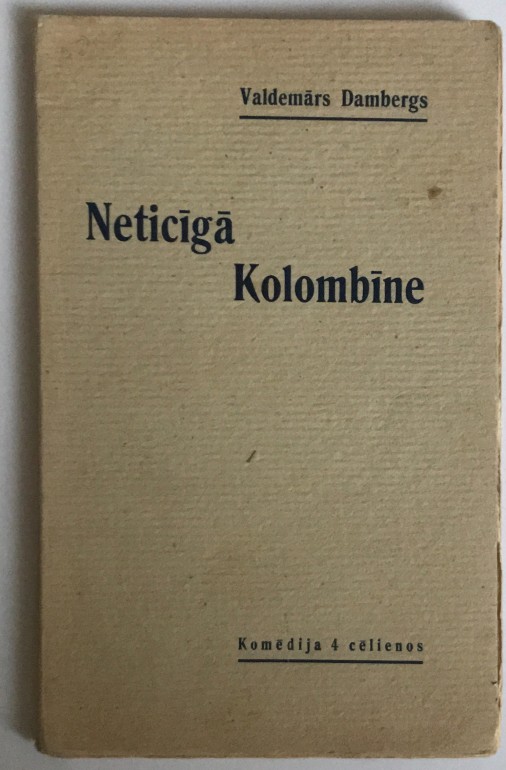 Valdemārs Dambergs
Neticīgā
Kolombīne
Komēdija 4 cēlienos